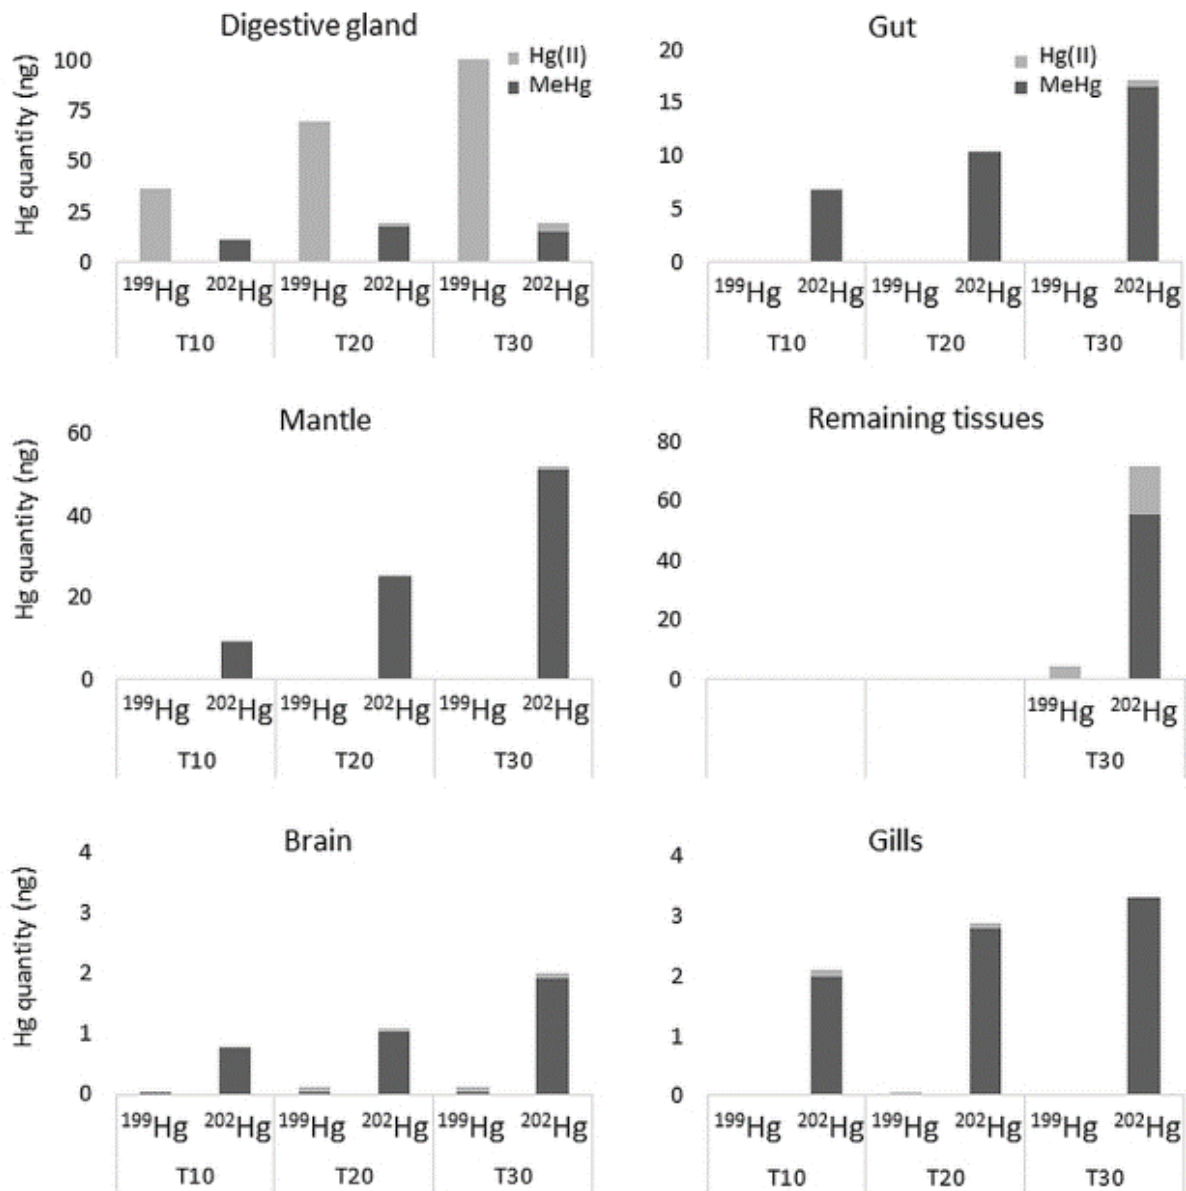 Digestive gland
Hg(II)
MeHg
Hg quantity (ng)
100
75
50
25
0
¹⁹⁹Hg ²⁰²Hg ¹⁹⁹Hg ²⁰²Hg ¹⁹⁹Hg ²⁰²Hg
T10 T20 T30
Gut
Hg(II)
MeHg
20
15
10
5
0
¹⁹⁹Hg ²⁰²Hg ¹⁹⁹Hg ²⁰²Hg ¹⁹⁹Hg ²⁰²Hg
T10 T20 T30
Mantle
Hg quantity (ng)
60
40
20
0
¹⁹⁹Hg ²⁰²Hg ¹⁹⁹Hg ²⁰²Hg ¹⁹⁹Hg ²⁰²Hg
T10 T20 T30
Remaining tissues
80
60
40
20
0
¹⁹⁹Hg ²⁰²Hg
T30
Brain
Hg quantity (ng)
4
3
2
1
0
¹⁹⁹Hg ²⁰²Hg ¹⁹⁹Hg ²⁰²Hg ¹⁹⁹Hg ²⁰²Hg
T10 T20 T30
Gills
4
3
2
1
0
¹⁹⁹Hg ²⁰²Hg ¹⁹⁹Hg ²⁰²Hg ¹⁹⁹Hg ²⁰²Hg
T10 T20 T30